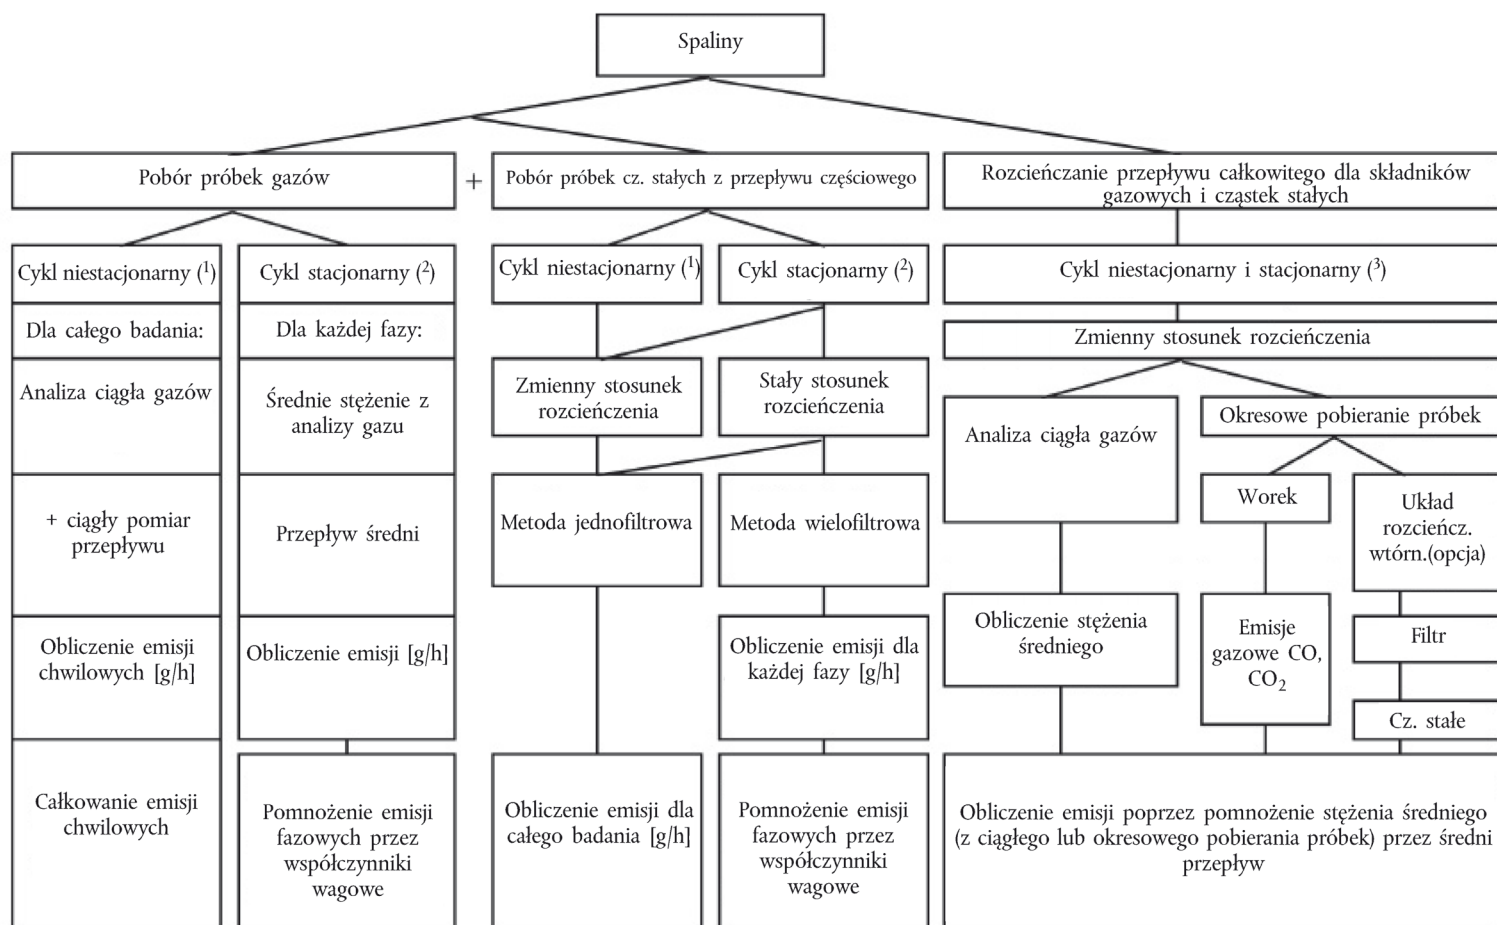 Spaliny
Pobór próbek gazów
+
Pobór próbek cz. stałych z przepływu częściowego
Rozcieńczanie przepływu całkowitego dla składników
gazowych i cząstek stałych
Cykl niestacjonarny (¹)
Cykl stacjonarny (²)
Cykl niestacjonarny (¹)
Cykl stacjonarny (²)
Cykl niestacjonarny i stacjonarny (³)
Dla całego badania:
Dla każdej fazy:
Zmienny stosunek rozcieńczenia
Analiza ciągła gazów
Średnie stężenie z
analizy gazu
Zmienny stosunek
rozcieńczenia
Stały stosunek
rozcieńczenia
Analiza ciągła gazów
Okresowe pobieranie próbek
+ ciągły pomiar
przepływu
Przepływ średni
Metoda jednofiltrowa
Metoda wielofiltrowa
Worek
Układ
rozcieńcz.
wtórn.(opcja)
Obliczenie emisji
chwilowych [g/h]
Obliczenie emisji [g/h]
Obliczenie emisji dla
każdej fazy [g/h]
Obliczenie stężenia
średniego
Emisje
gazowe CO,
CO₂
Filtr
Cz. stałe
Całkowanie emisji
chwilowych
Pomnożenie emisji
fazowych przez
współczynniki
wagowe
Obliczenie emisji dla
całego badania [g/h]
Pomnożenie emisji
fazowych przez
współczynniki
wagowe
Obliczenie emisji poprzez pomnożenie stężenia średniego
(z ciągłego lub okresowego pobierania próbek) przez średni
przepływ